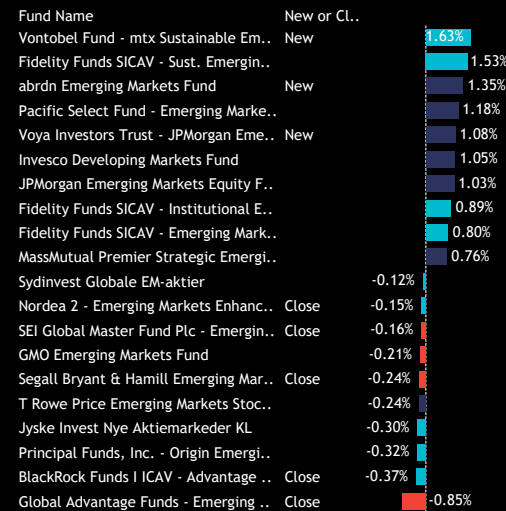 Fund Name New or Cl..
Vontobel Fund - mtx Sustainable Em.. New 1.63%
Fidelity Funds SICAV - Sust. Emergin.. 1.53%
abrdn Emerging Markets Fund New 1.35%
Pacific Select Fund - Emerging Marke.. 1.18%
Voya Investors Trust - JPMorgan Eme.. New 1.08%
Invesco Developing Markets Fund 1.05%
JPMorgan Emerging Markets Equity F.. 1.03%
Fidelity Funds SICAV - Institutional E.. 0.89%
Fidelity Funds SICAV - Emerging Mark.. 0.80%
MassMutual Premier Strategic Emergi.. 0.76%
Sydinvest Globale EM-aktier -0.12%
Nordea 2 - Emerging Markets Enhanc.. Close -0.15%
SEI Global Master Fund Plc - Emergin.. Close -0.16%
GMO Emerging Markets Fund -0.21%
Segall Bryant & Hamill Emerging Mar.. Close -0.24%
T Rowe Price Emerging Markets Stoc.. -0.24%
Jyske Invest Nye Aktiemarkeder KL -0.30%
Principal Funds, Inc. - Origin Emergi.. -0.32%
BlackRock Funds I ICAV - Advantage .. Close -0.37%
Global Advantage Funds - Emerging .. Close -0.85%